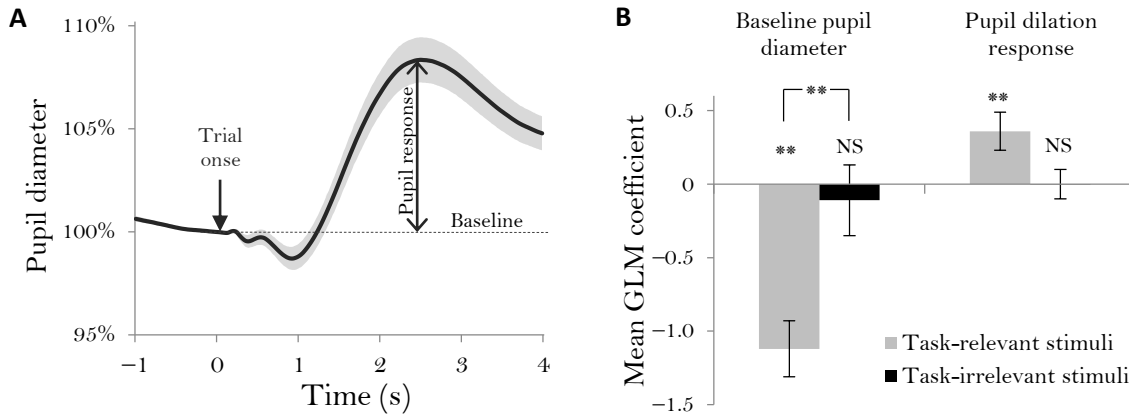 A
110%
105%
100%
95%
Pupil diameter
Trial
onse
Pupil response
Baseline
−1
0
1
2
3
4
Time (s)
B
Baseline pupil
diameter
Pupil dilation
response
**
**
NS
**
NS
0.5
0
−0.5
−1.0
−1.5
Mean GLM coefficient
Task-relevant stimuli
Task-irrelevant stimuli